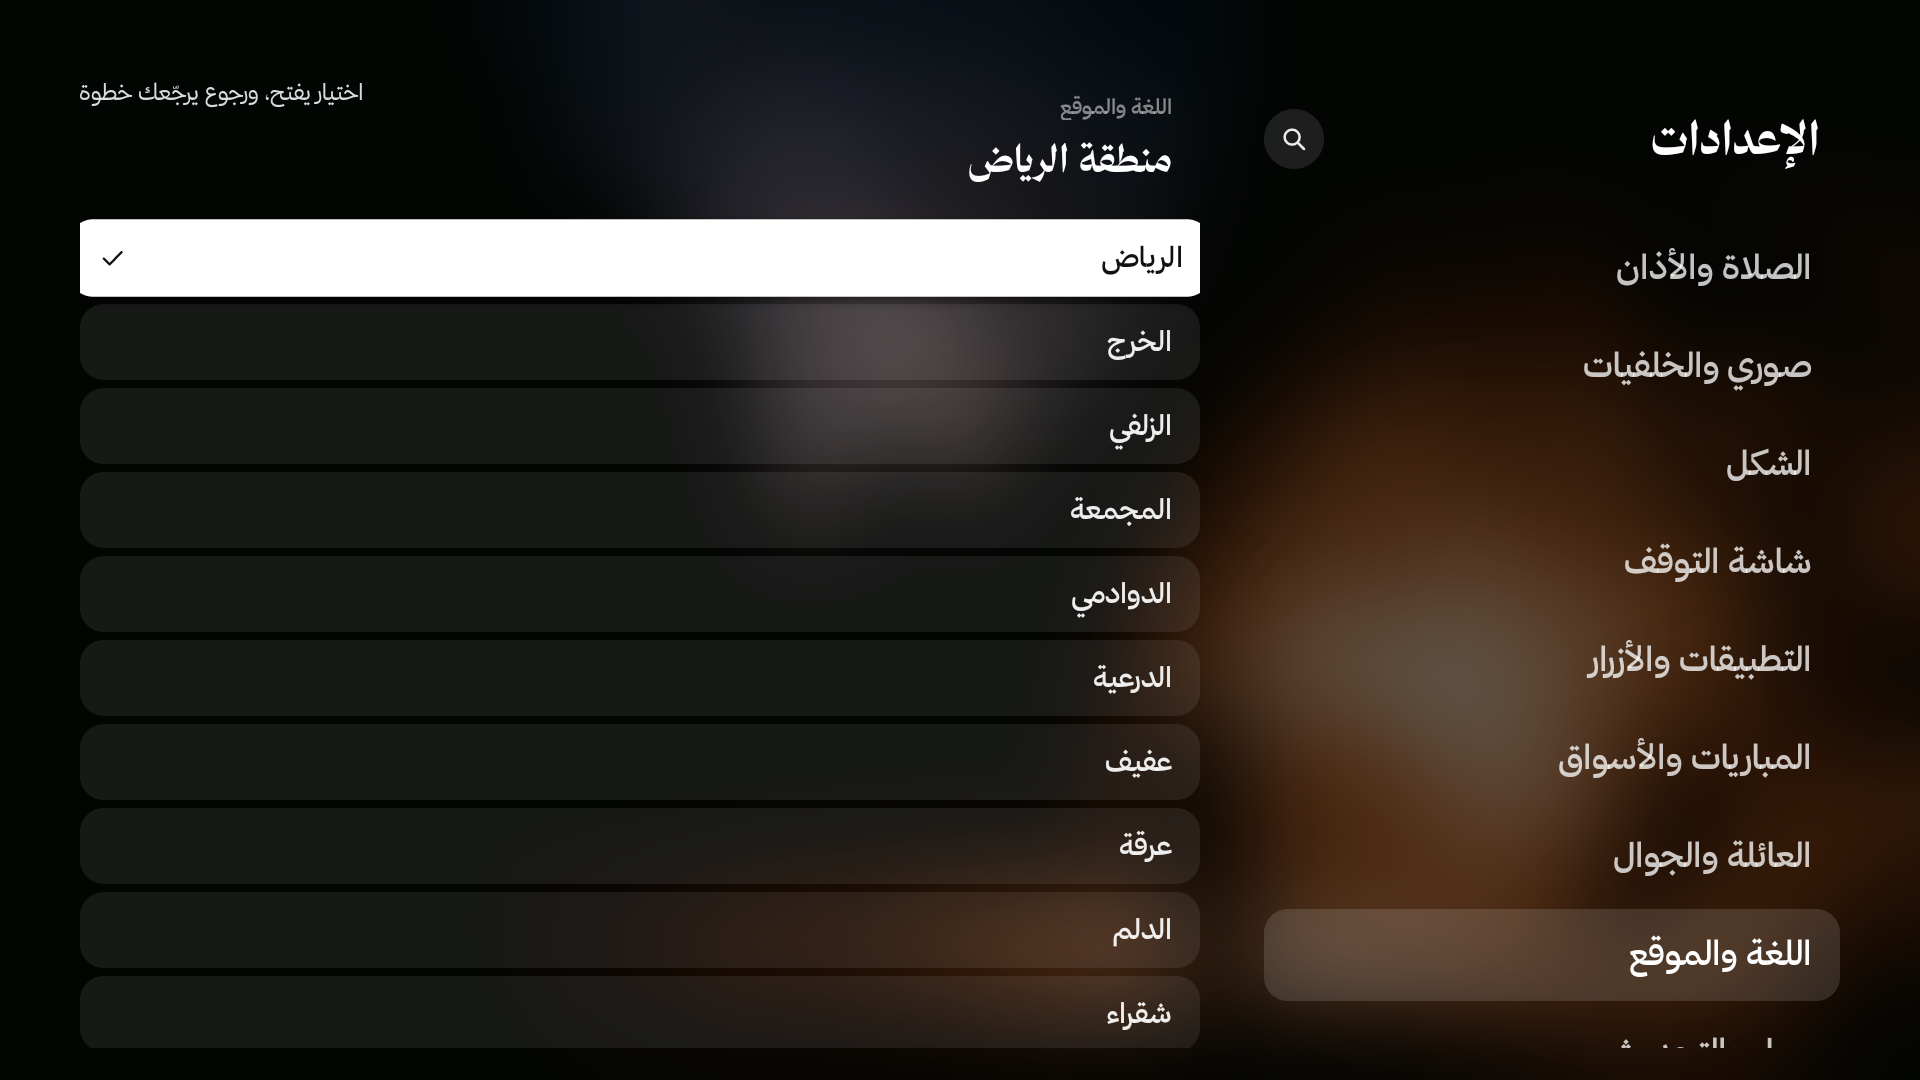 الإعدادات
الصلاة والأذان
صوري والخلفيات
الشكل
شاشة التوقف
التطبيقات والأزرار
المباريات والأسواق
العائلة والجوال
اللغة والموقع
اختيار يفتح، ورجوع يرجّعك خطوة
اللغة والموقع
منطقة الرياض
الرياض
الخرج
الزلفي
المجمعة
الدوادمي
الدرعية
عفيف
عرقة
الدلم
شقراء